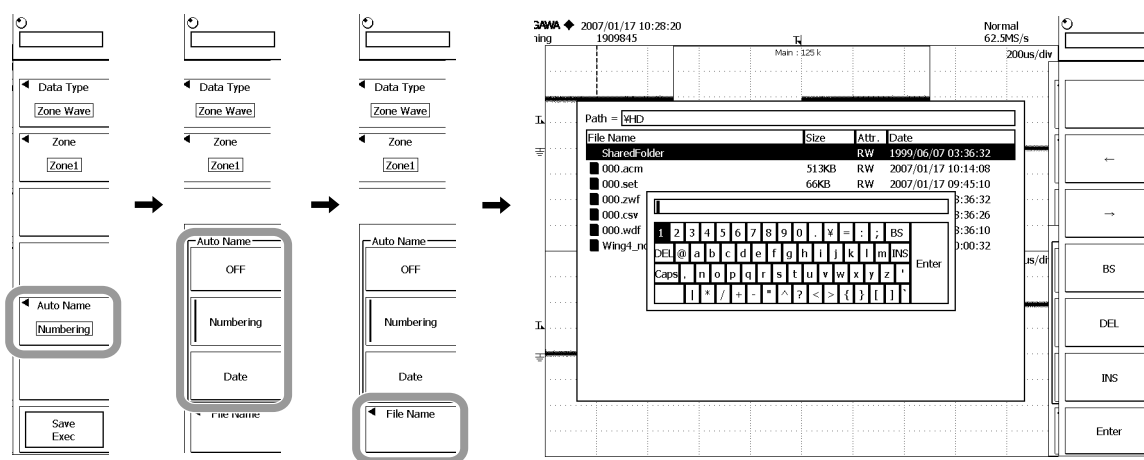 Data Type
Zone Wave
Zone
Zone1
Auto Name
Numbering
Save
Exec
Data Type
Zone Wave
Zone
Zone1
Auto Name
OFF
Numbering
Date
File Name
Data Type
Zone Wave
Zone
Zone1
Auto Name
OFF
Numbering
Date
File Name
GAWA ◆ 2007/01/17 10:28:20 Normal
ning 1909845 62.5MS/s
Main : 125 k 200us/div
Path = ¥HD
File Name Size Attr. Date
SharedFolder RW 1999/06/07 03:36:32
000.acm 513KB RW 2007/01/17 10:14:08
000.set 66KB RW 2007/01/17 09:45:10
000.zwf 3:36:32
000.csv 3:36:26
000.wdf 3:36:10
Wing4_no 0:00:32
1 2 3 4 5 6 7 8 9 0 . ¥ = : ; BS
DEL @ a b c d e f g h i j k l m INS
Caps , n o p q r s t u v w x y z '
| * / + - " ^ ? < > { } [ ] `
Enter
us/div
←
→
BS
DEL
INS
Enter